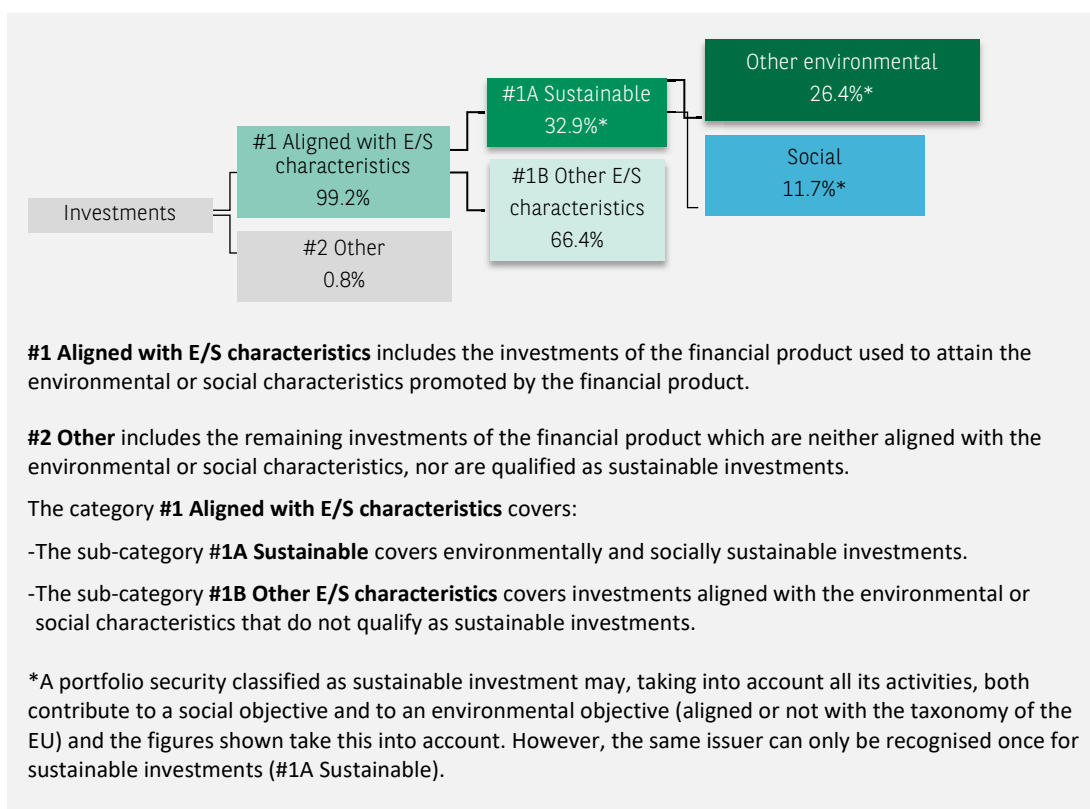 Investments
#1 Aligned with E/S
characteristics
99.2%
#2 Other
0.8%
#1A Sustainable
32.9%*
#1B Other E/S
characteristics
66.4%
Other environmental
26.4%*
Social
11.7%*
#1 Aligned with E/S characteristics includes the investments of the financial product used to attain the
environmental or social characteristics promoted by the financial product.
#2 Other includes the remaining investments of the financial product which are neither aligned with the
environmental or social characteristics, nor are qualified as sustainable investments.
The category #1 Aligned with E/S characteristics covers:
-The sub-category #1A Sustainable covers environmentally and socially sustainable investments.
-The sub-category #1B Other E/S characteristics covers investments aligned with the environmental or
social characteristics that do not qualify as sustainable investments.
*A portfolio security classified as sustainable investment may, taking into account all its activities, both
contribute to a social objective and to an environmental objective (aligned or not with the taxonomy of the
EU) and the figures shown take this into account. However, the same issuer can only be recognised once for
sustainable investments (#1A Sustainable).